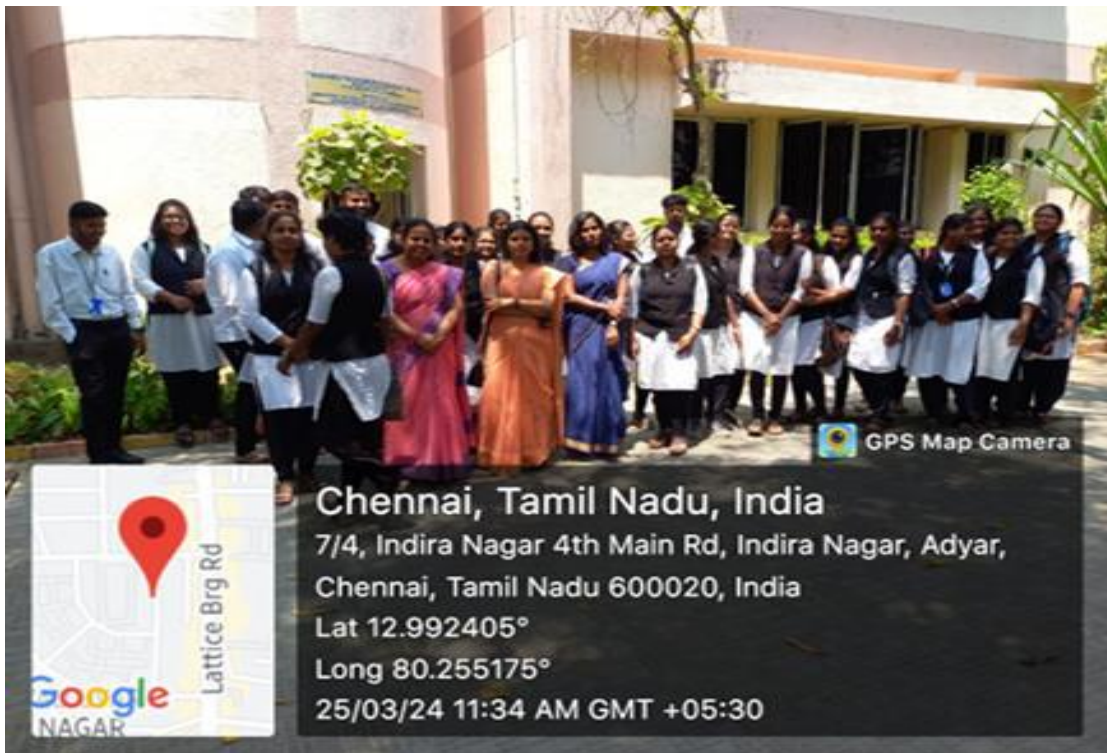 GPS Map Camera
Chennai, Tamil Nadu, India
7/4, Indira Nagar 4th Main Rd, Indira Nagar, Adyar,
Chennai, Tamil Nadu 600020, India
Lat 12.992405°
Long 80.255175°
25/03/24 11:34 AM GMT +05:30
Lattice Brg Rd
Google
NAGAR